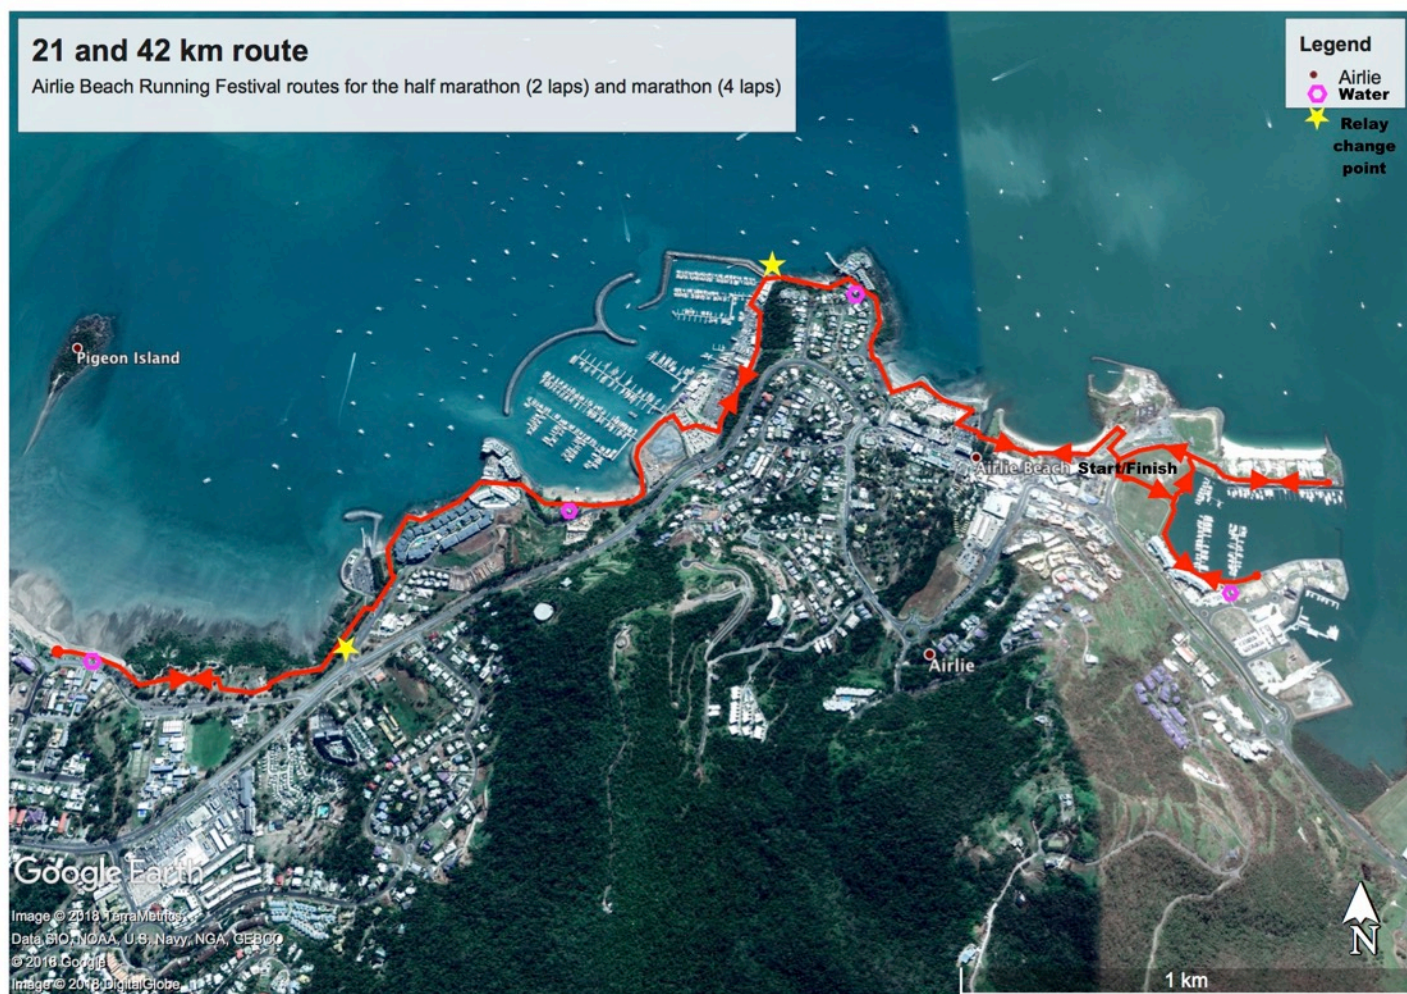 21 and 42 km route
Airlie Beach Running Festival routes for the half marathon (2 laps) and marathon (4 laps)
Legend
Airlie
Water
Relay
change
point
Pigeon Island
Airlie Beach
Start/Finish
Airlie
Google Earth
Image © 2018 TerraMetrics
Data SIO, NOAA, U.S. Navy, NGA, GEBCO
© 2018 Google
Image © 2018 DigitalGlobe
N
1 km